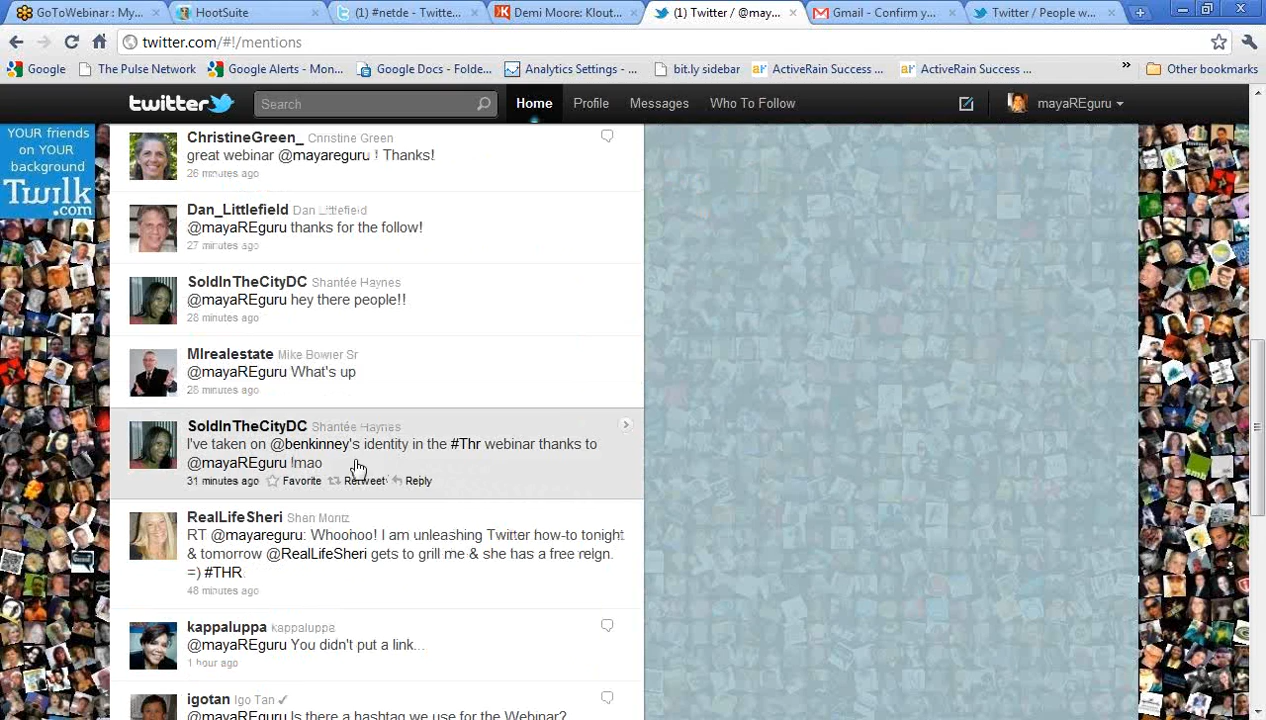 GoToWebinar : My...
HootSuite
(1) #netde - Twitte...
Demi Moore: Klout...
(1) Twitter / @may...
Gmail - Confirm y...
Twitter / People w...
twitter.com/#!/mentions
Google
The Pulse Network
Google Alerts - Mon...
Google Docs - Folde...
Analytics Settings - ...
bit.ly sidebar
ActiveRain Success ...
ActiveRain Success ...
Other bookmarks
twitter
Search
Home
Profile
Messages
Who To Follow
mayaREguru
YOUR friends
on YOUR
background
Twilk
.com
ChristineGreen_ Christine Green
great webinar @mayareguru ! Thanks!
26 minutes ago
Dan_Littlefield Dan Littlefield
@mayaREguru thanks for the follow!
27 minutes ago
SoldInTheCityDC Shantée Haynes
@mayaREguru hey there people!!
28 minutes ago
MIrealestate Mike Bowler Sr
@mayaREguru What's up
28 minutes ago
SoldInTheCityDC Shantée Haynes
I've taken on @benkinney's identity in the #Thr webinar thanks to
@mayaREguru !mao
31 minutes ago Favorite Retweet Reply
RealLifeSheri
RT @mayareguru: Whoohoo! I am unleashing Twitter how-to tonight
& tomorrow @RealLifeSheri gets to grill me & she has a free reign.
=) #THR
48 minutes ago
kappaluppa kappaluppa
@mayaREguru You didn't put a link...
1 hour ago
igotan Igo Tan
@mayaREguru Is there a hashtag we use for the Webinar?